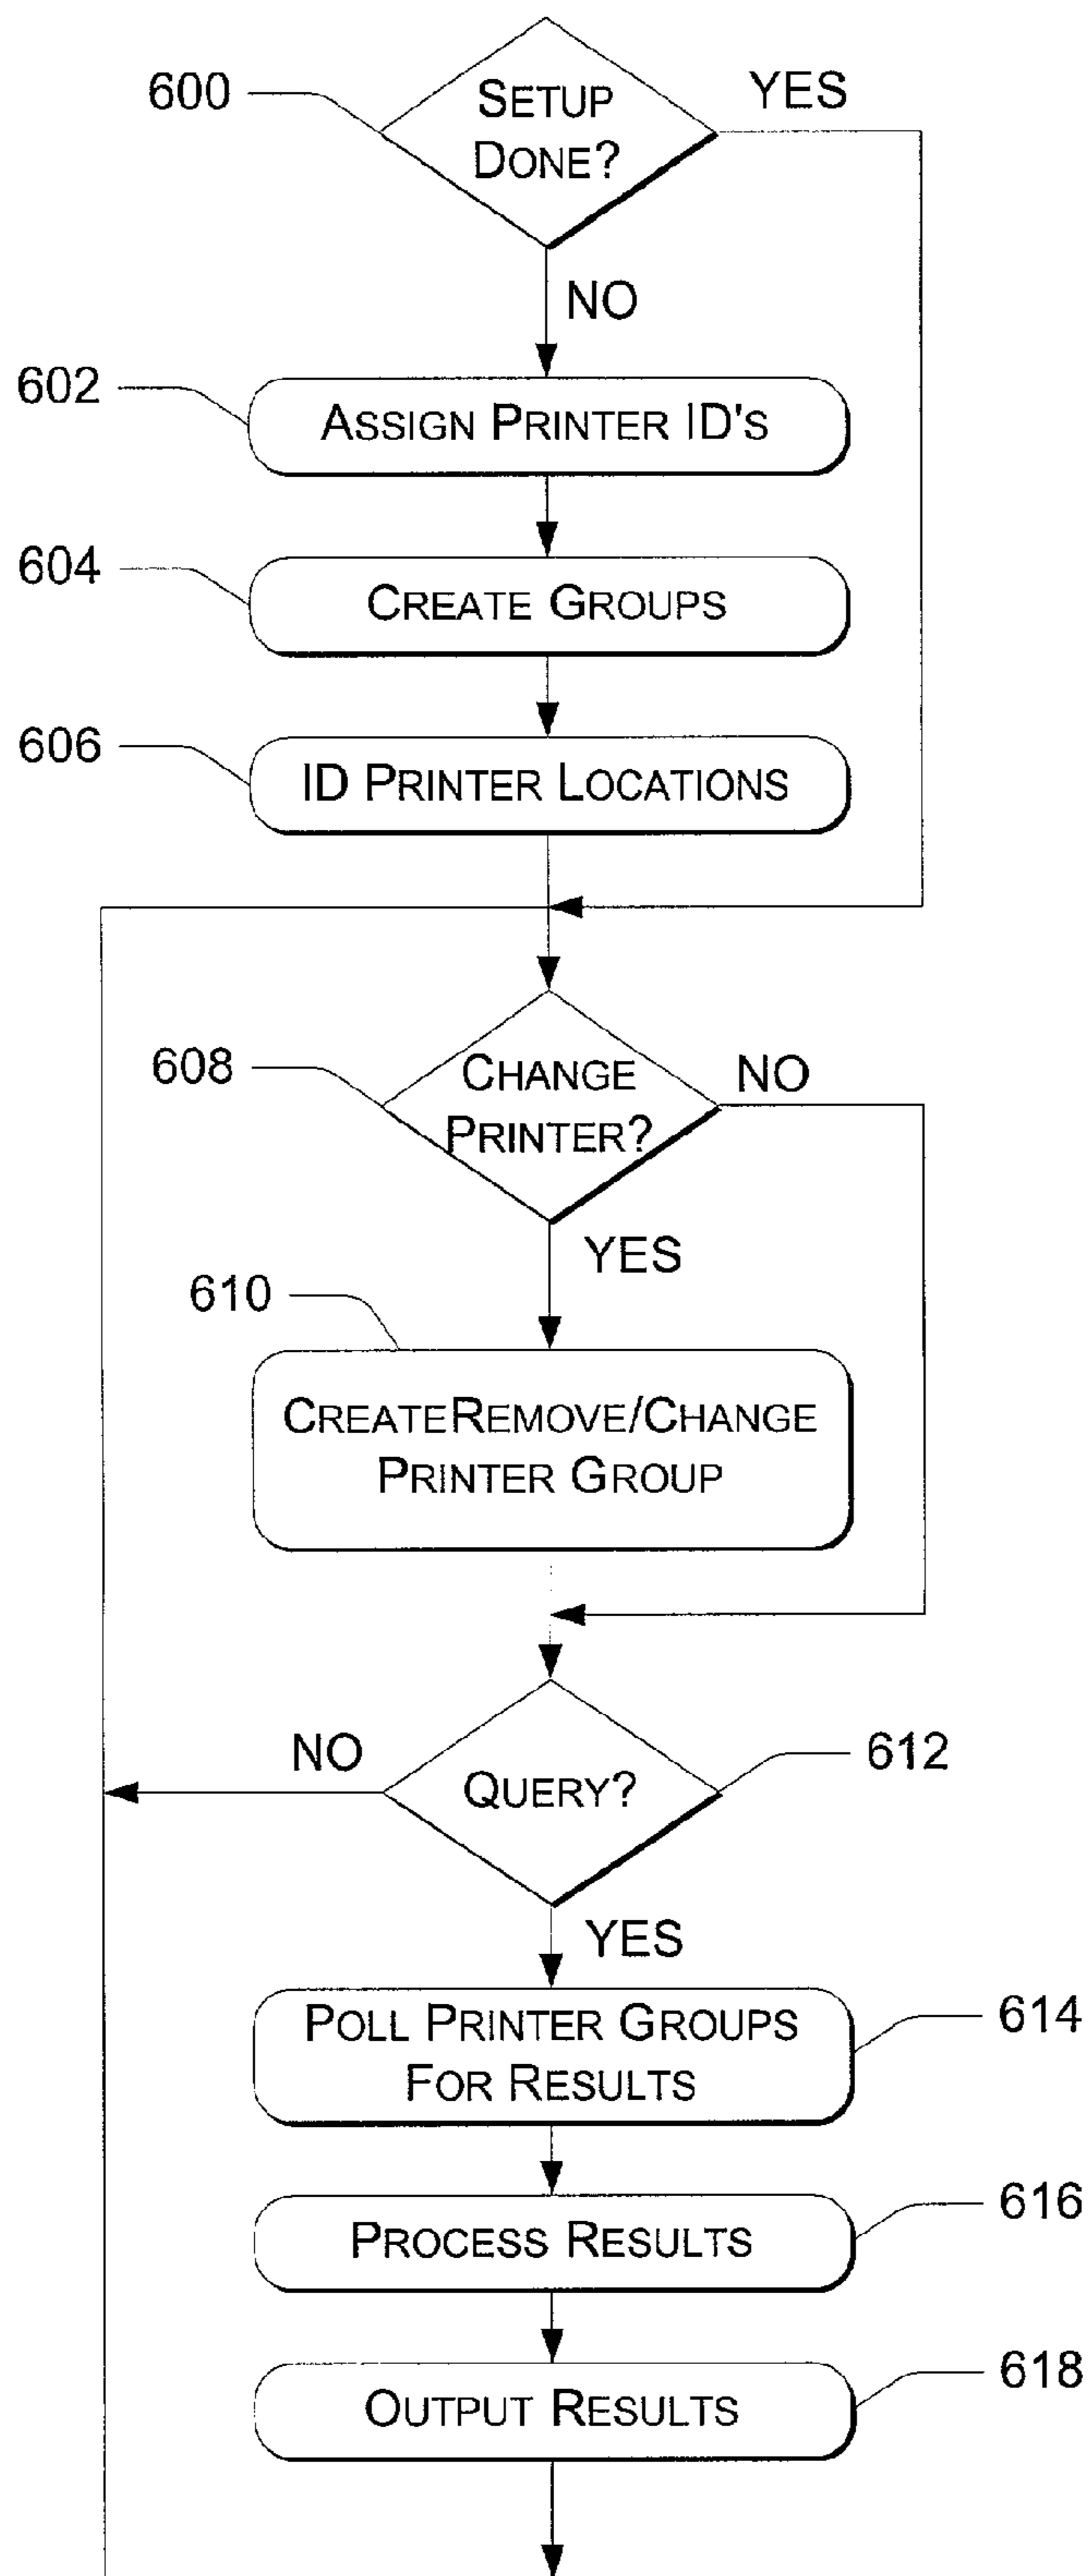 600
SETUP
DONE?
YES
NO
602
ASSIGN PRINTER ID'S
604
CREATE GROUPS
606
ID PRINTER LOCATIONS
608
CHANGE
PRINTER?
NO
YES
610
CREATEREMOVE/CHANGE
PRINTER GROUP
NO
QUERY?
612
YES
POLL PRINTER GROUPS
FOR RESULTS
614
PROCESS RESULTS
616
OUTPUT RESULTS
618